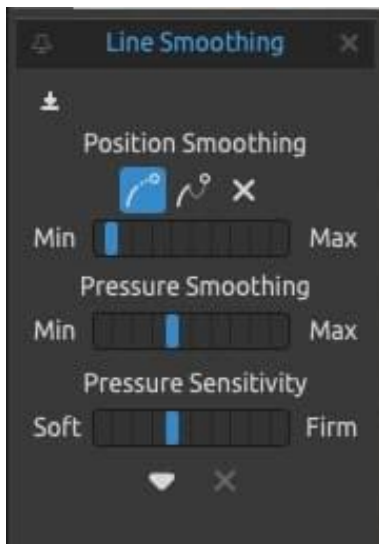 Line Smoothing
Position Smoothing
Min Max
Pressure Smoothing
Min Max
Pressure Sensitivity
Soft Firm